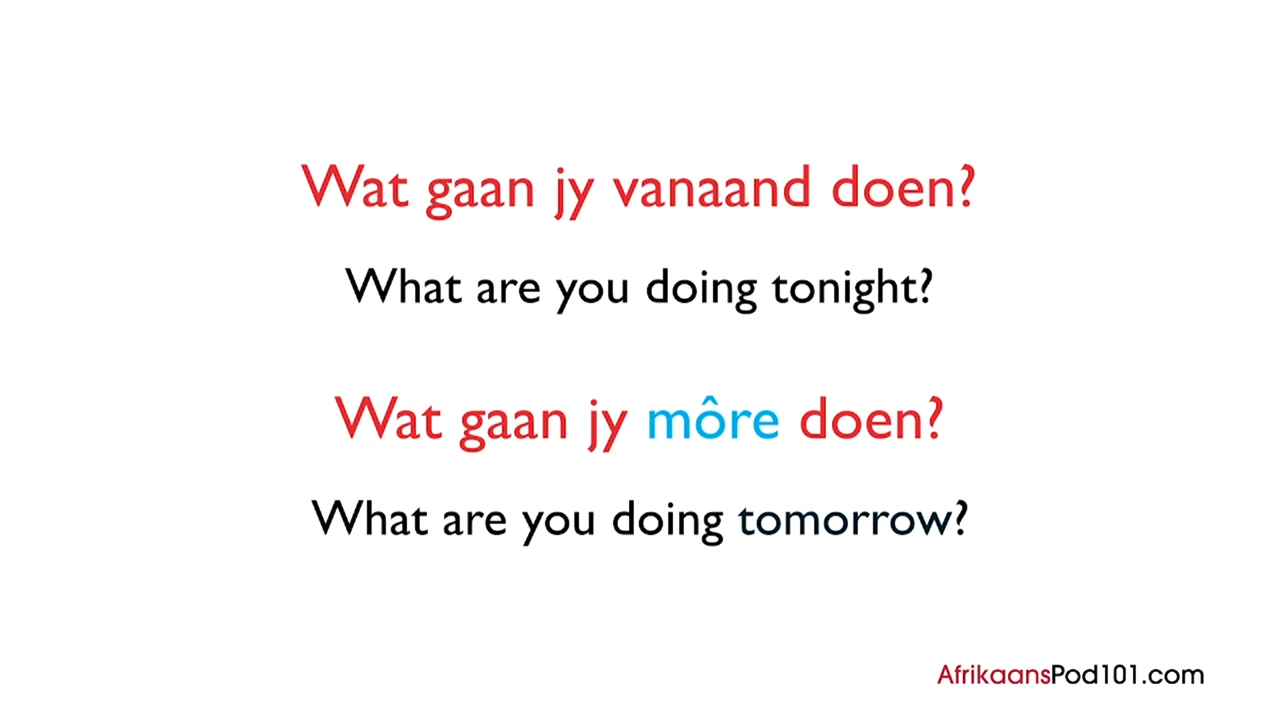 Wat gaan jy vanaand doen?
What are you doing tonight?
Wat gaan jy môre doen?
What are you doing tomorrow?
AfrikaansPod101.com